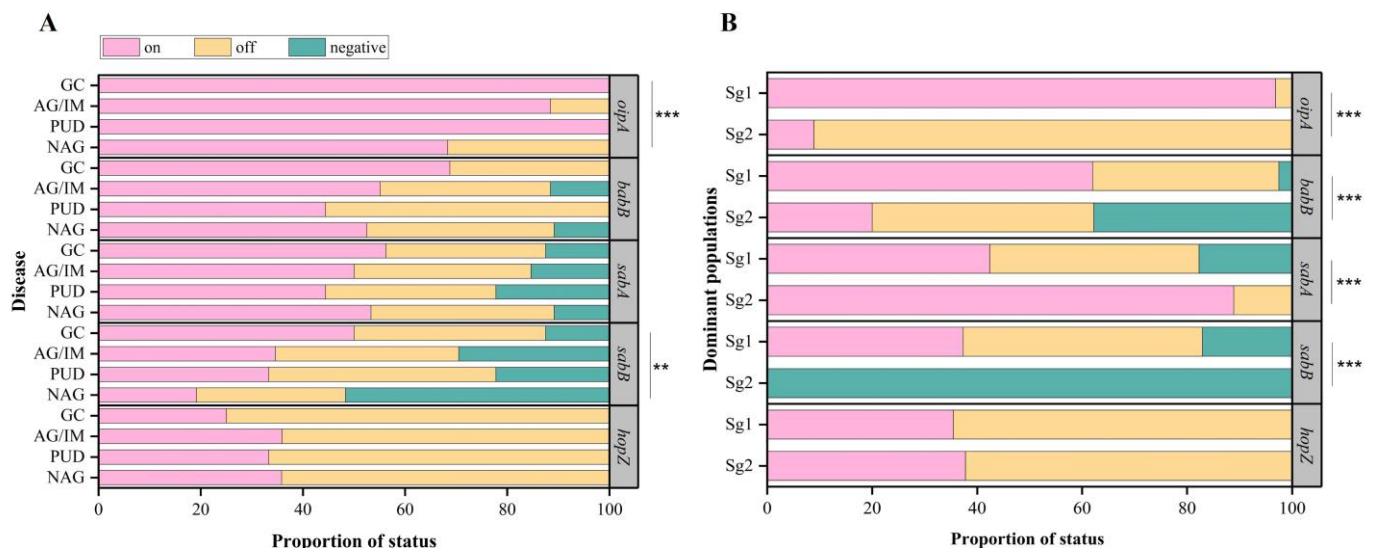 A
on off negative
GC
AG/IM
PUD
NAG
oipA
***
GC
AG/IM
PUD
NAG
babB
GC
AG/IM
PUD
NAG
sabA
GC
AG/IM
PUD
NAG
sabB
**
GC
AG/IM
PUD
NAG
hopZ
Disease
0 20 40 60 80 100
Proportion of status
B
Sg1
Sg2
oipA
***
Sg1
Sg2
babB
***
Sg1
Sg2
sabA
***
Sg1
Sg2
sabB
***
Sg1
Sg2
hopZ
Dominant populations
0 20 40 60 80 100
Proportion of status